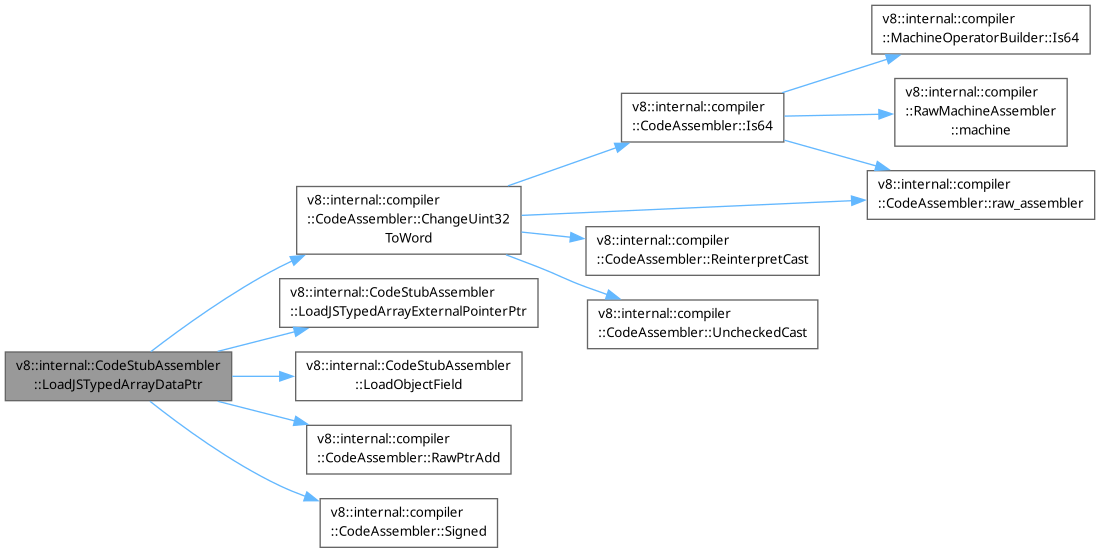 v8::internal::compiler
::MachineOperatorBuilder::Is64
v8::internal::compiler
::CodeAssembler::Is64
v8::internal::compiler
::RawMachineAssembler
::machine
v8::internal::compiler
::CodeAssembler::raw_assembler
v8::internal::compiler
::CodeAssembler::ChangeUint32
ToWord
v8::internal::compiler
::CodeAssembler::ReinterpretCast
v8::internal::CodeStubAssembler
::LoadJSTypedArrayExternalPointerPtr
v8::internal::compiler
::CodeAssembler::UncheckedCast
v8::internal::CodeStubAssembler
::LoadJSTypedArrayDataPtr
v8::internal::CodeStubAssembler
::LoadObjectField
v8::internal::compiler
::CodeAssembler::RawPtrAdd
v8::internal::compiler
::CodeAssembler::Signed